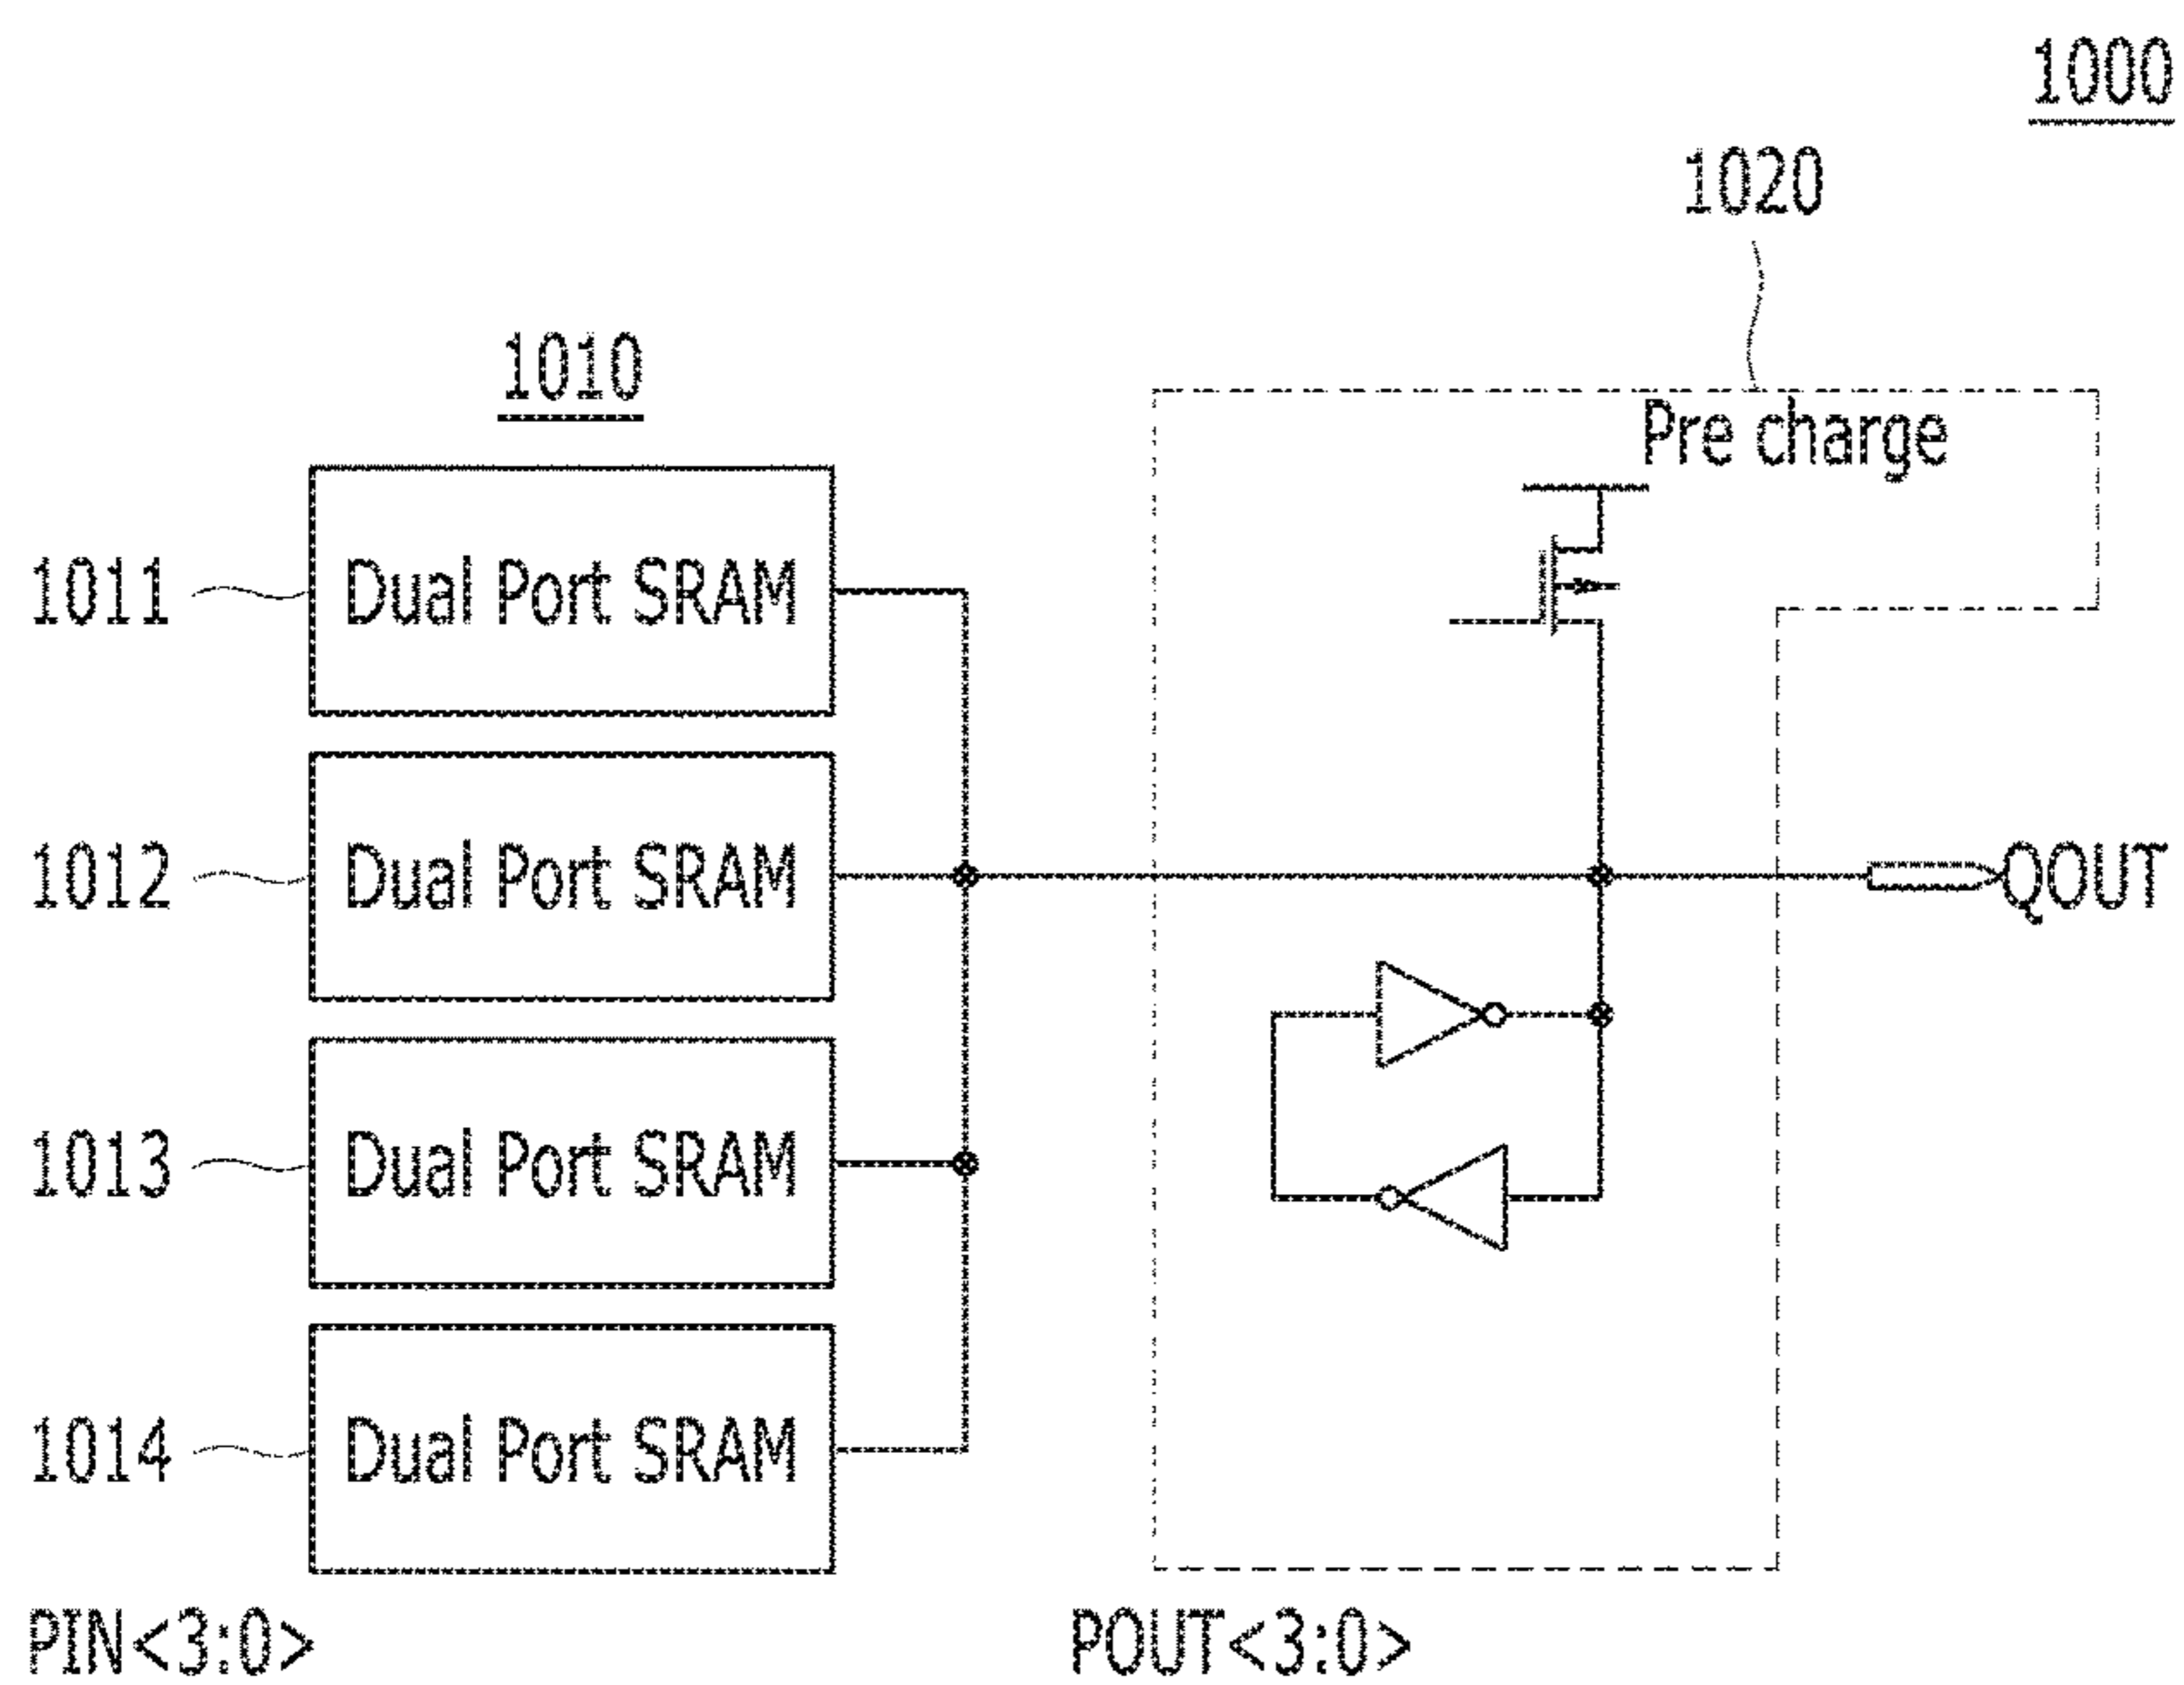 1000
1020
1010
Pre charge
1011 Dual Port SRAM
1012 Dual Port SRAM
QOUT
1013 Dual Port SRAM
1014 Dual Port SRAM
PIN<3:0>
POUT<3:0>